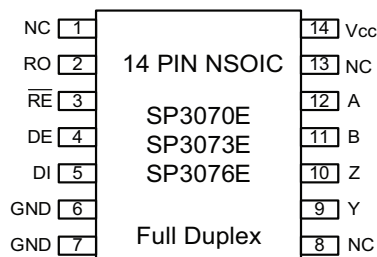 NC 1
RO 2
RE 3
DE 4
DI 5
GND 6
GND 7
14 PIN NSOIC
SP3070E
SP3073E
SP3076E
Full Duplex
14 Vcc
13 NC
12 A
11 B
10 Z
9 Y
8 NC